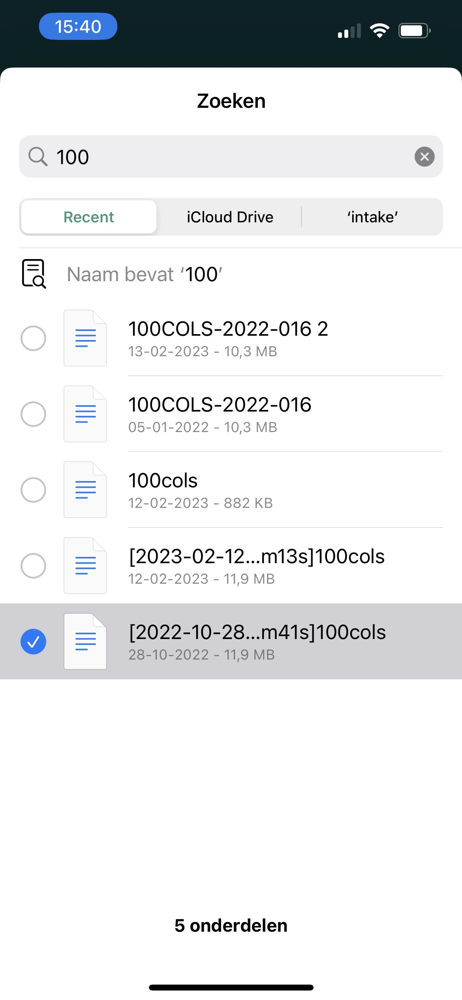 15:40
Zoeken
100
Recent
iCloud Drive
‘intake’
Naam bevat ‘100’
100COLS-2022-016 2
13-02-2023 - 10,3 MB
100COLS-2022-016
05-01-2022 - 10,3 MB
100cols
12-02-2023 - 882 KB
[2023-02-12...m13s]100cols
12-02-2023 - 11,9 MB
[2022-10-28...m41s]100cols
28-10-2022 - 11,9 MB
5 onderdelen